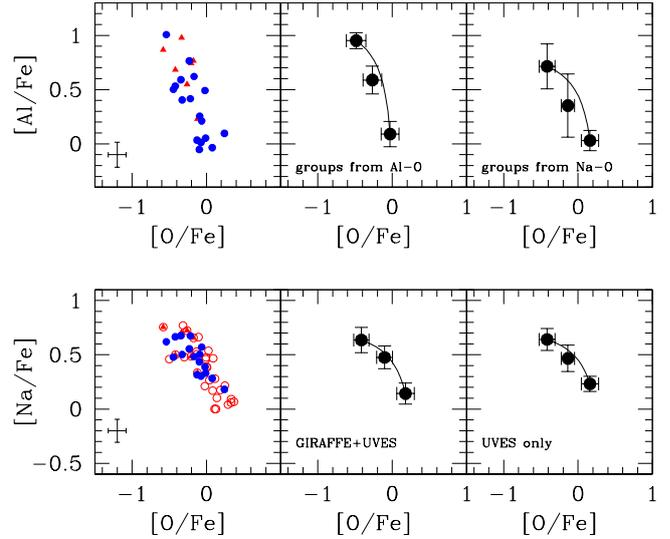 [Al/Fe]
1
0.5
0
groups from Al-O
groups from Na-O
−1 0 −1 0 1 −1 0 1
[O/Fe] [O/Fe] [O/Fe]
[Na/Fe]
1
0.5
0
−0.5
GIRAFFE+UVES
UVES only
−1 0 −1 0 1 −1 0 1
[O/Fe] [O/Fe] [O/Fe]